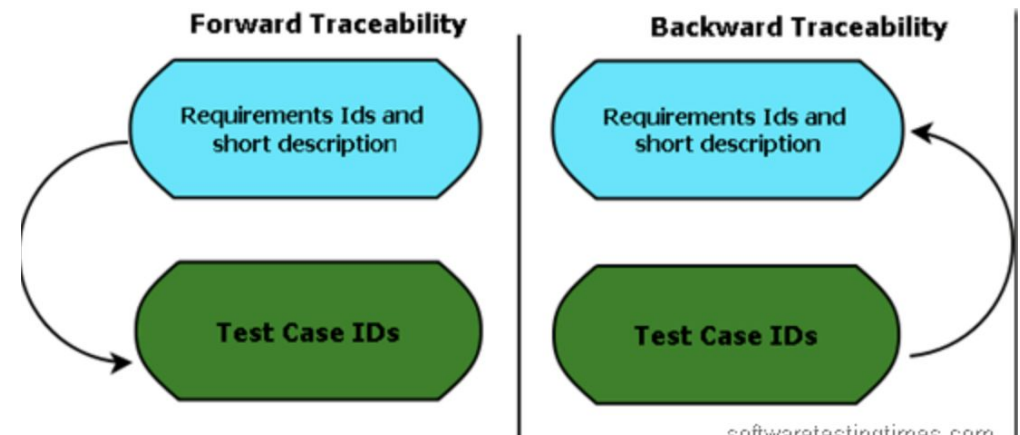 Forward Traceability
Requirements Ids and
short description
Test Case IDs
Backward Traceability
Requirements Ids and
short description
Test Case IDs
softwaretestingtimes.com